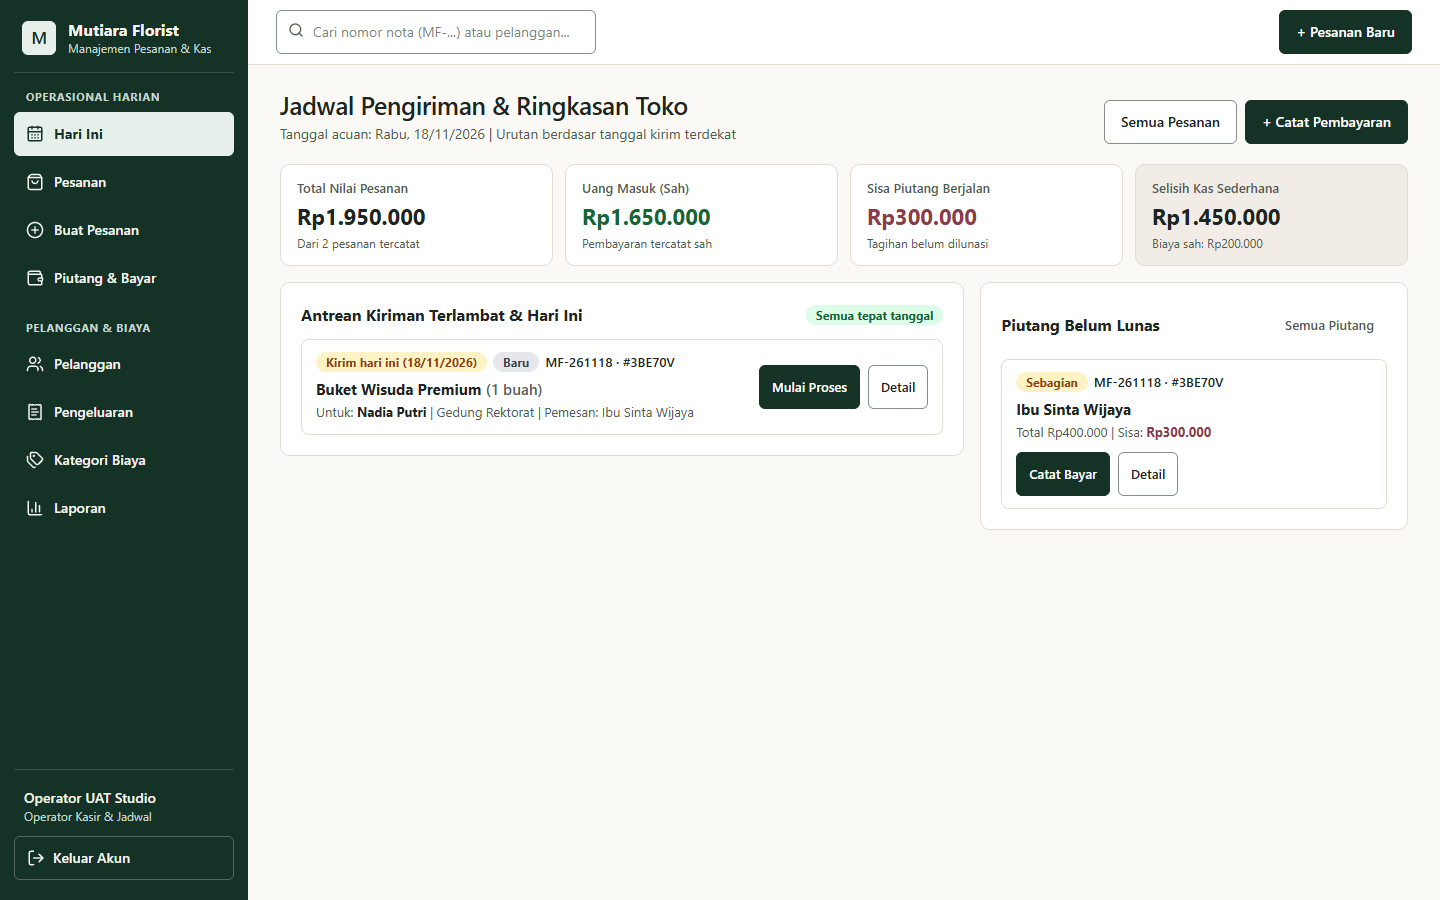 M
Mutiara Florist
Manajemen Pesanan & Kas
OPERASIONAL HARIAN
Hari Ini
Pesanan
Buat Pesanan
Piutang & Bayar
PELANGGAN & BIAYA
Pelanggan
Pengeluaran
Kategori Biaya
Laporan
Operator UAT Studio
Operator Kasir & Jadwal
Keluar Akun
Cari nomor nota (MF-...) atau pelanggan...
+ Pesanan Baru
Jadwal Pengiriman & Ringkasan Toko
Tanggal acuan: Rabu, 18/11/2026 | Urutan berdasar tanggal kirim terdekat
Semua Pesanan
+ Catat Pembayaran
Total Nilai Pesanan
Rp1.950.000
Dari 2 pesanan tercatat
Uang Masuk (Sah)
Rp1.650.000
Pembayaran tercatat sah
Sisa Piutang Berjalan
Rp300.000
Tagihan belum dilunasi
Selisih Kas Sederhana
Rp1.450.000
Biaya sah: Rp200.000
Antrean Kiriman Terlambat & Hari Ini
Semua tepat tanggal
Kirim hari ini (18/11/2026) Baru MF-261118 · #3BE70V
Buket Wisuda Premium (1 buah)
Untuk: Nadia Putri | Gedung Rektorat | Pemesan: Ibu Sinta Wijaya
Mulai Proses
Detail
Piutang Belum Lunas
Semua Piutang
Sebagian MF-261118 · #3BE70V
Ibu Sinta Wijaya
Total Rp400.000 | Sisa: Rp300.000
Catat Bayar
Detail